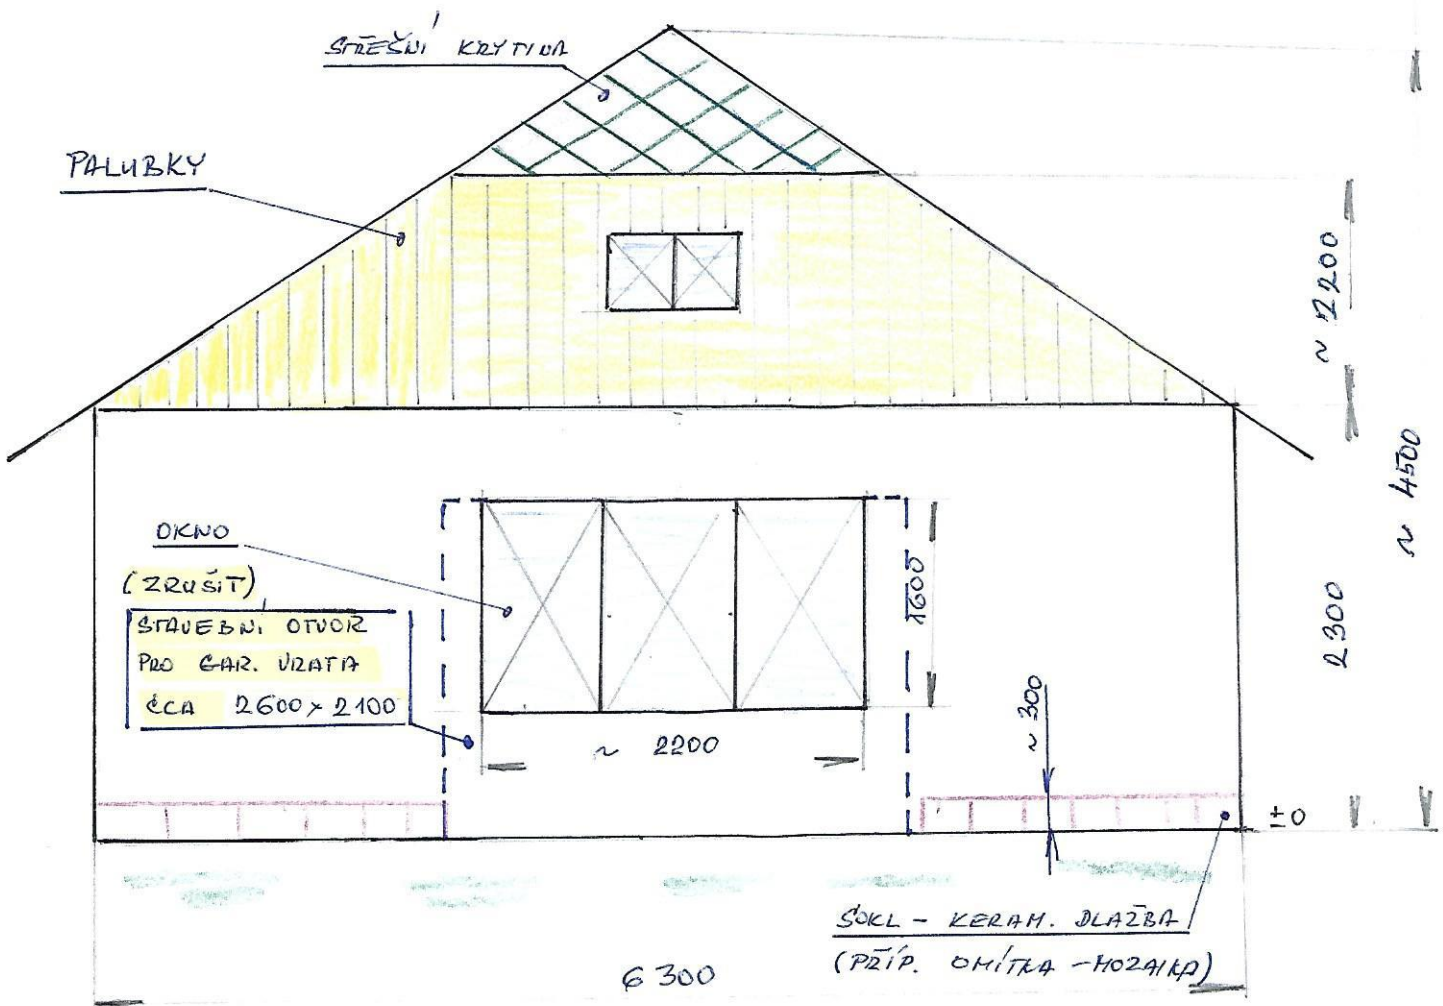 STŘEŠNÍ KRYTINA
PALUBKY
~ 2200
~ 4500
OKNO
(ZRUŠIT)
STAVEBNÍ OTVOR
PRO GAR. VRATA
CCA 2600 x 2100
1600
2300
~ 2200
~ 300
±0
SOKL - KERAM. DLAŽBA
(PŘÍP. OMÍTKA - MOZAIKA)
6300